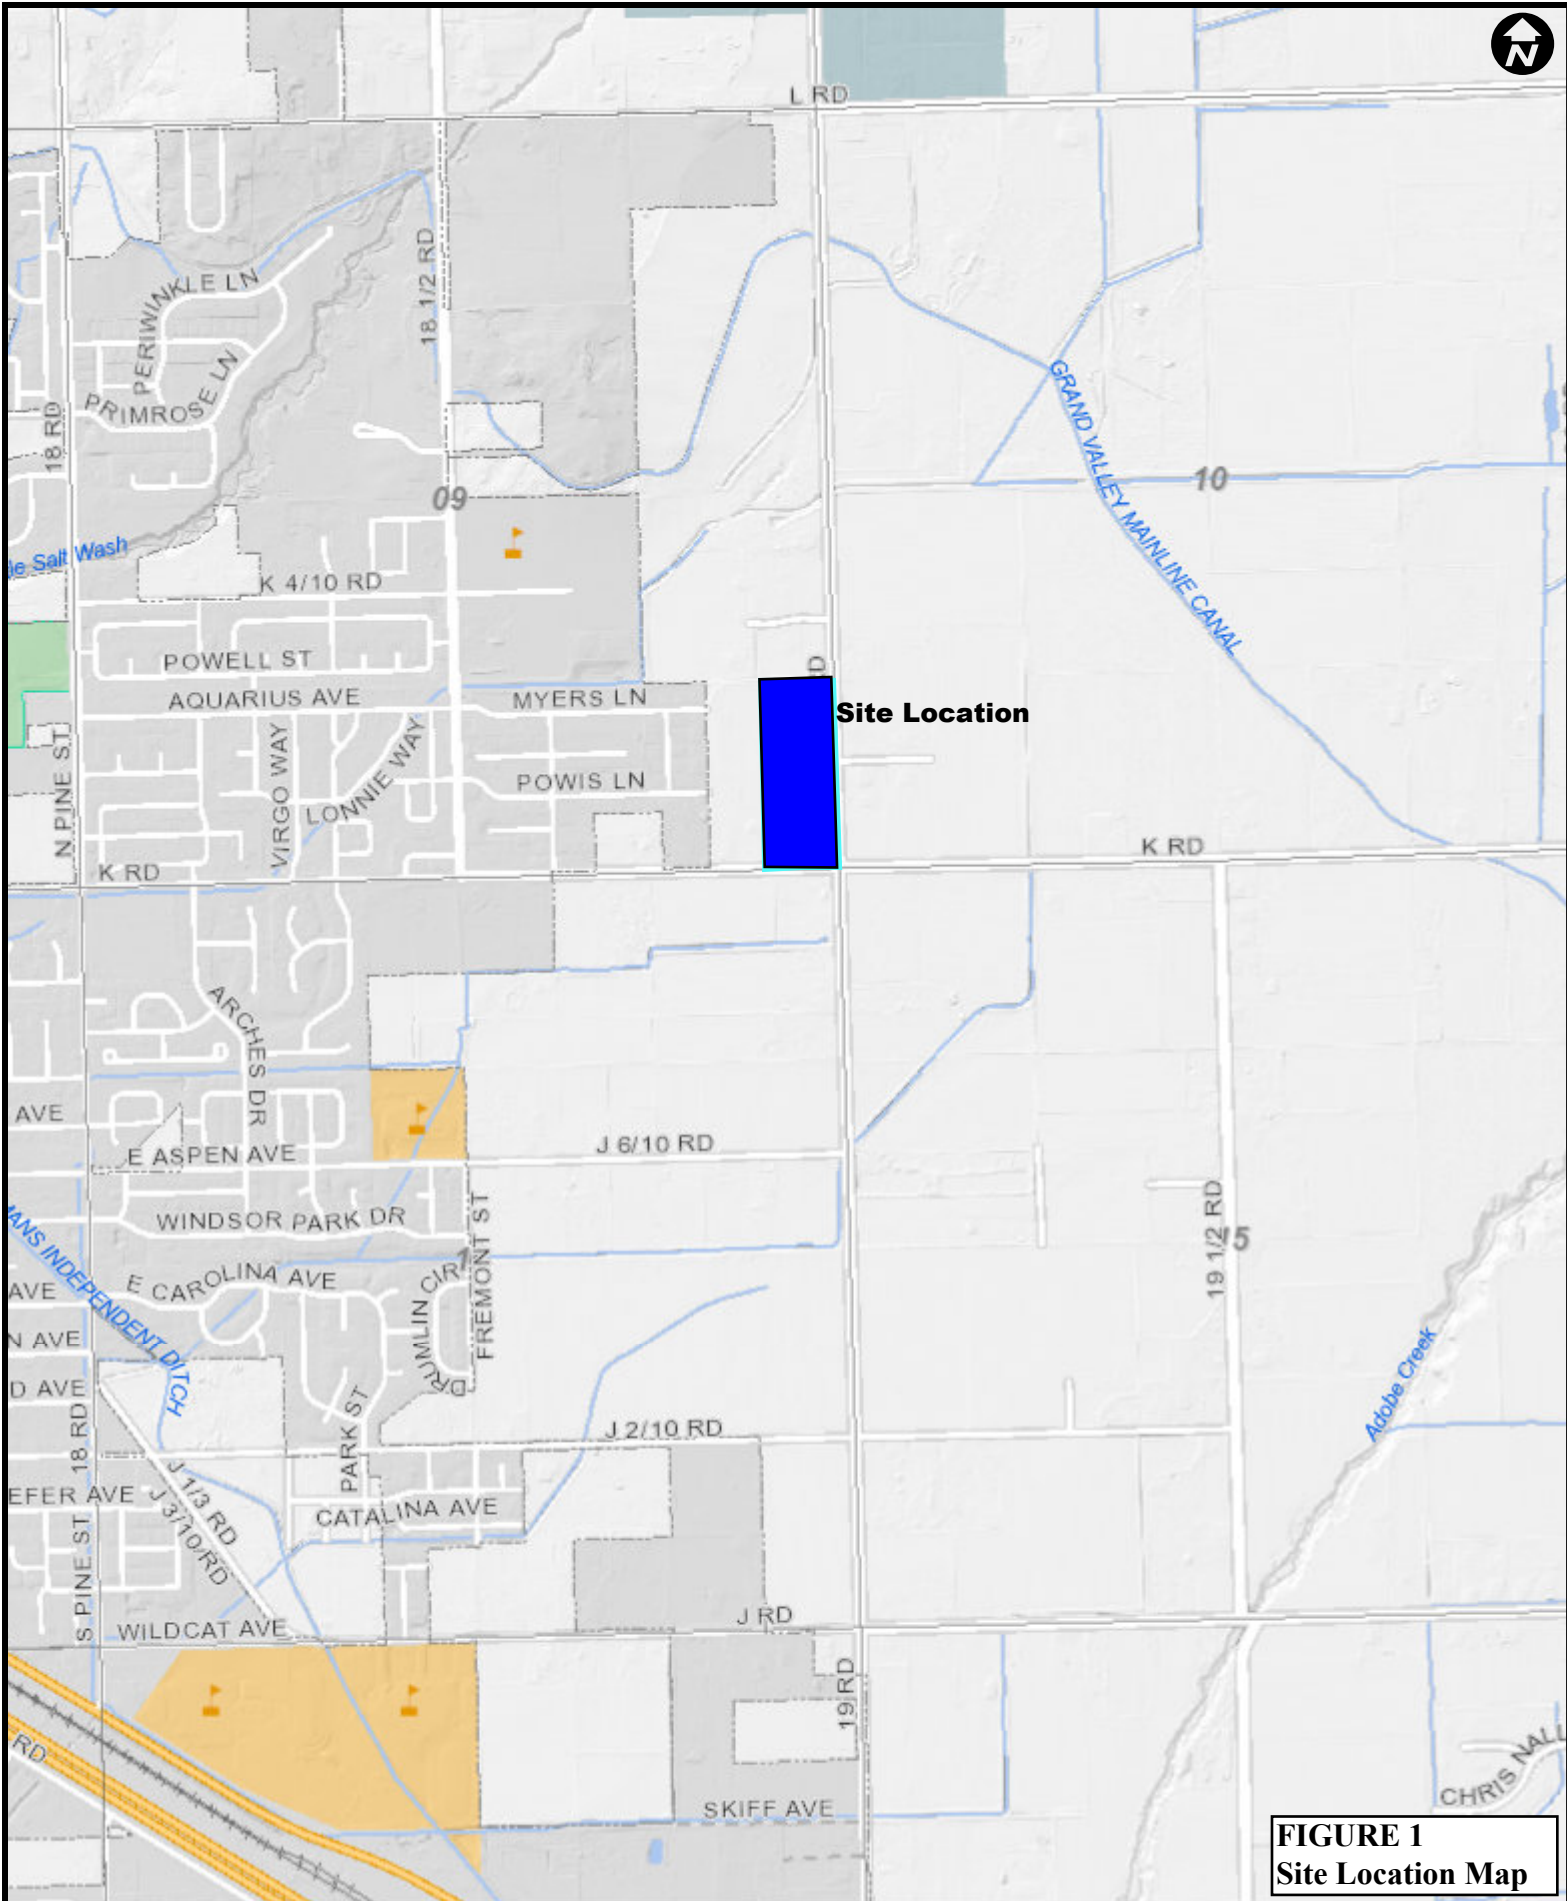 N
L RD
18 1/2 RD
PERIWINKLE LN
PRIMROSE LN
18 RD
GRAND VALLEY MAINLINE CANAL
09
10
le Salt Wash
K 4/10 RD
POWELL ST
AQUARIUS AVE
MYERS LN
Site Location
N PINE ST
VIRGO WAY
LONNIE WAY
POWIS LN
K RD
K RD
ARCHES DR
AVE
E ASPEN AVE
J 6/10 RD
WINDSOR PARK DR
FREMONT ST
19 1/2 RD
15
MANS INDEPENDENT DITCH
AVE
E CAROLINA AVE
DRUMLIN CIR
N AVE
D AVE
Adobe Creek
18 RD
PARK ST
J 2/10 RD
J 1/3 RD
J 3/10 RD
EFER AVE
CATALINA AVE
S PINE ST
WILDCAT AVE
J RD
19 RD
RD
SKIFF AVE
CHRIS NALL
FIGURE 1
Site Location Map